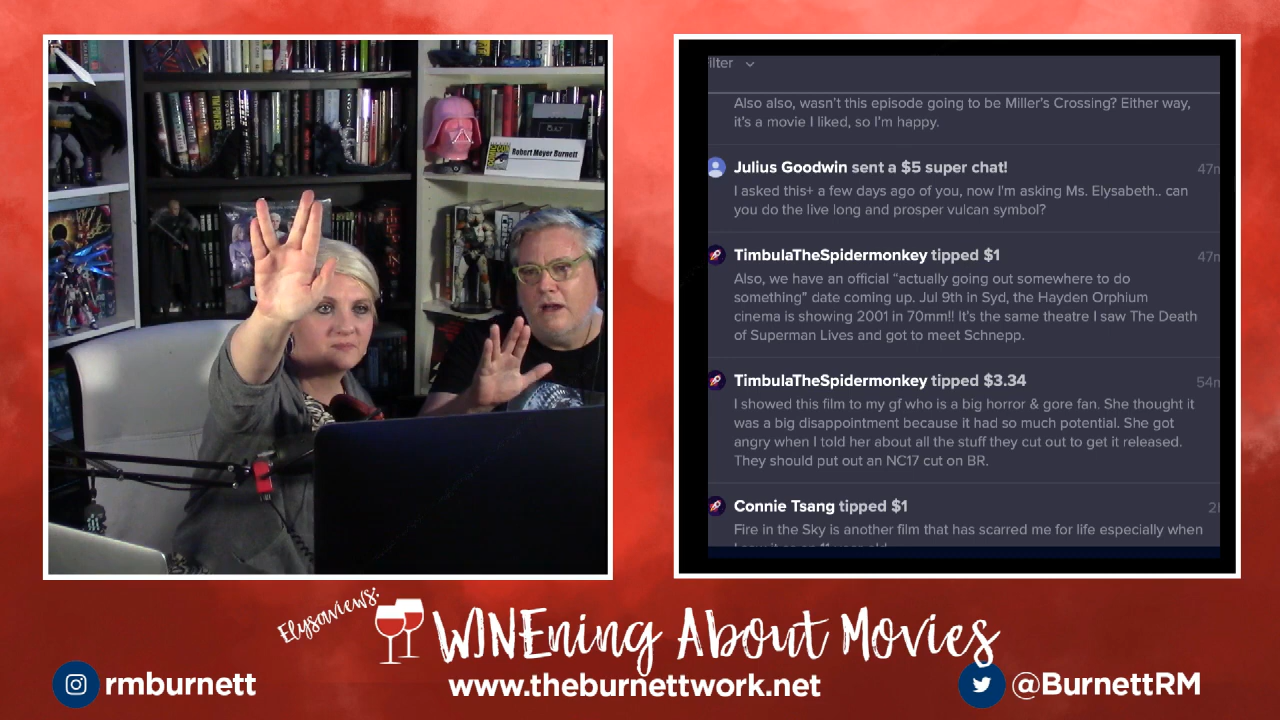 TIM POWERS
CULT
COMIC CON
Robert Meyer Burnett
ilter
Also also, wasn't this episode going to be Miller's Crossing? Either way,
it's a movie I liked, so I'm happy.
Julius Goodwin sent a $5 super chat!
47m
I asked this+ a few days ago of you, now I'm asking Ms. Elysabeth.. can
you do the live long and prosper vulcan symbol?
TimbulaTheSpidermonkey tipped $1
47m
Also, we have an official “actually going out somewhere to do
something” date coming up. Jul 9th in Syd, the Hayden Orphium
cinema is showing 2001 in 70mm!! It's the same theatre I saw The Death
of Superman Lives and got to meet Schnepp.
TimbulaTheSpidermonkey tipped $3.34
54m
I showed this film to my gf who is a big horror & gore fan. She thought it
was a big disappointment because it had so much potential. She got
angry when I told her about all the stuff they cut out to get it released.
They should put out an NC17 cut on BR.
Connie Tsang tipped $1
Fire in the Sky is another film that has scarred me for life especially when
Elysaviews:
WINEning About Movies
rmburnett
www.theburnettwork.net
@BurnettRM